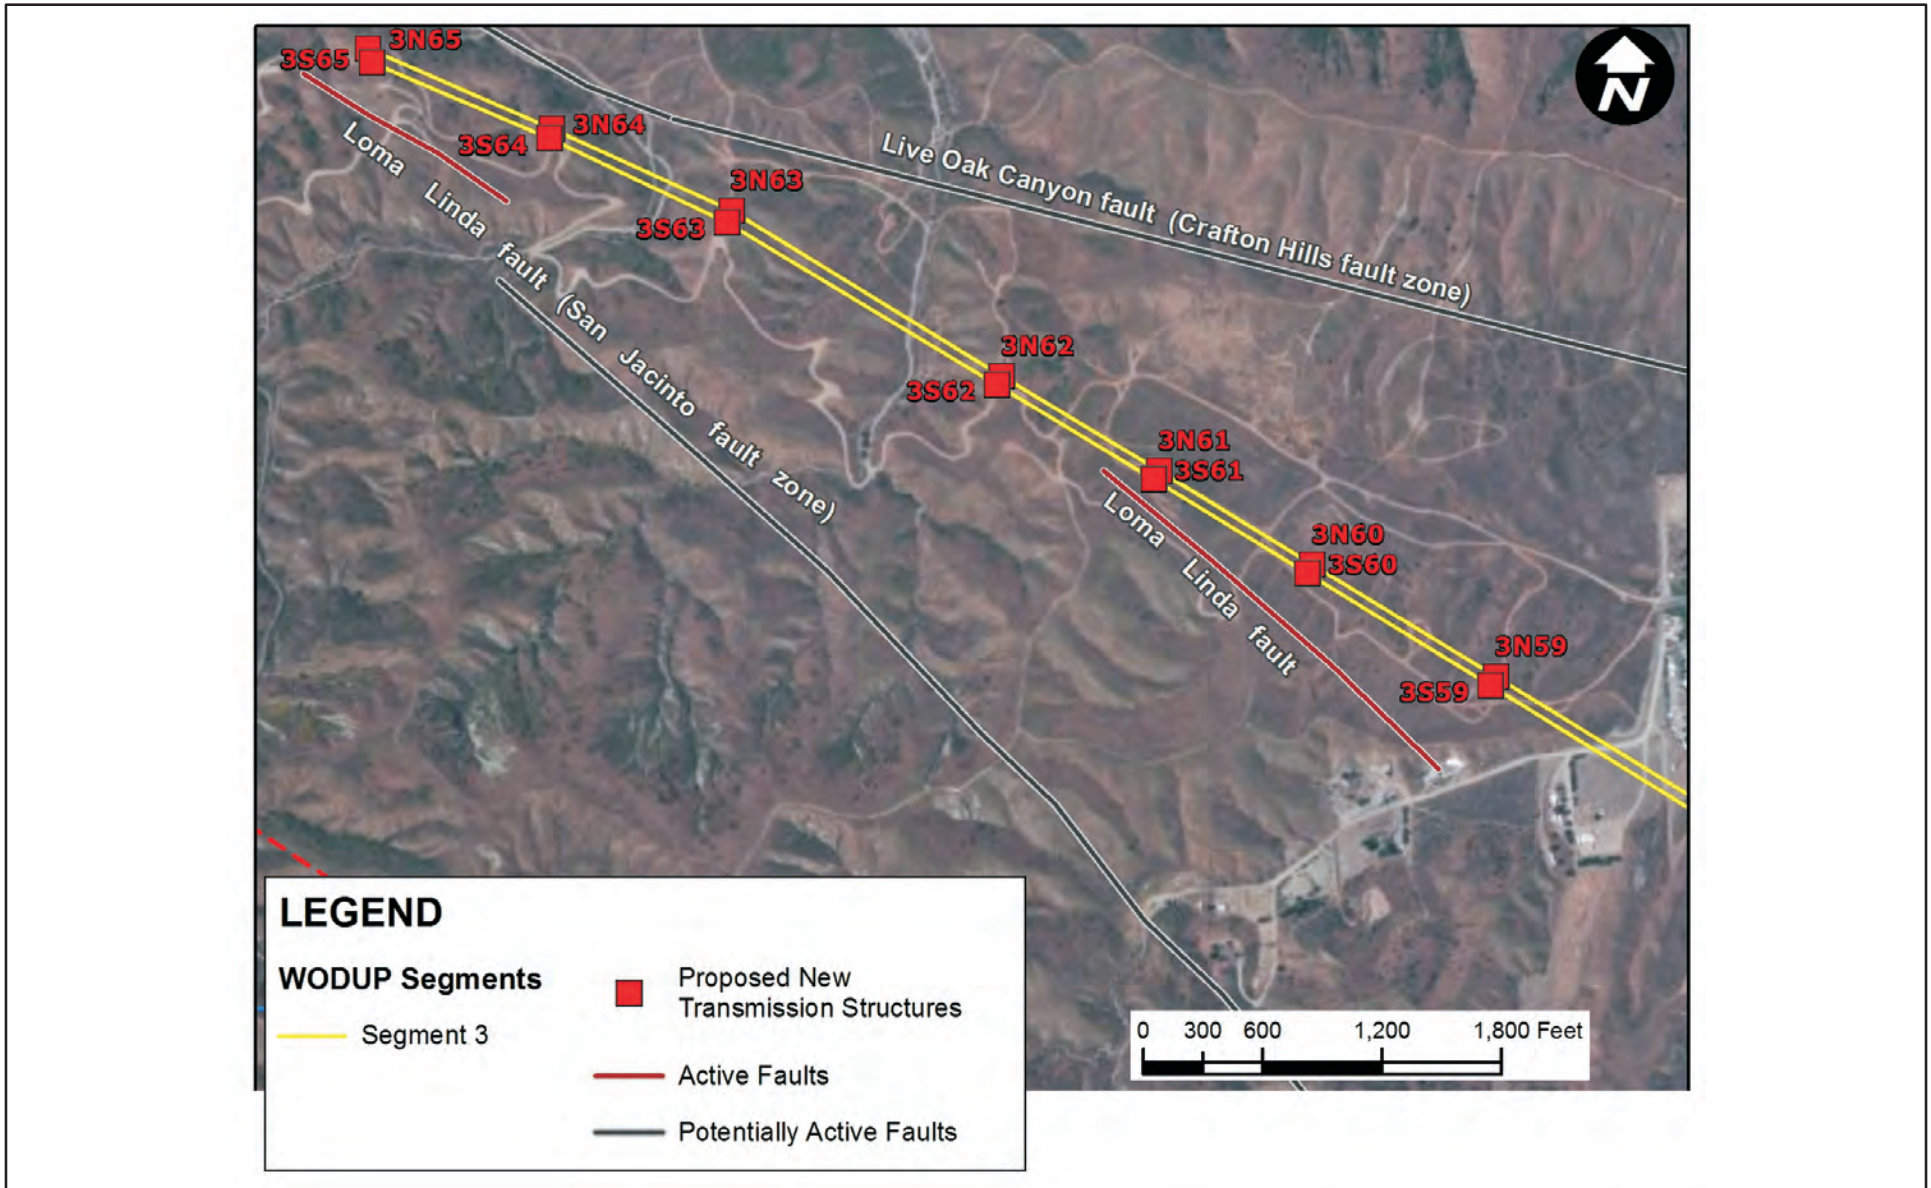 3N65
3S65
3N64
3S64
3N63
3S63
Live Oak Canyon fault (Crafton Hills fault zone)
Loma Linda fault (San Jacinto fault zone)
3N62
3S62
3N61
3S61
Loma Linda fault
3N60
3S60
3N59
3S59
N
LEGEND
WODUP Segments
Segment 3
Proposed New
Transmission Structures
Active Faults
Potentially Active Faults
0 300 600 1,200 1,800 Feet